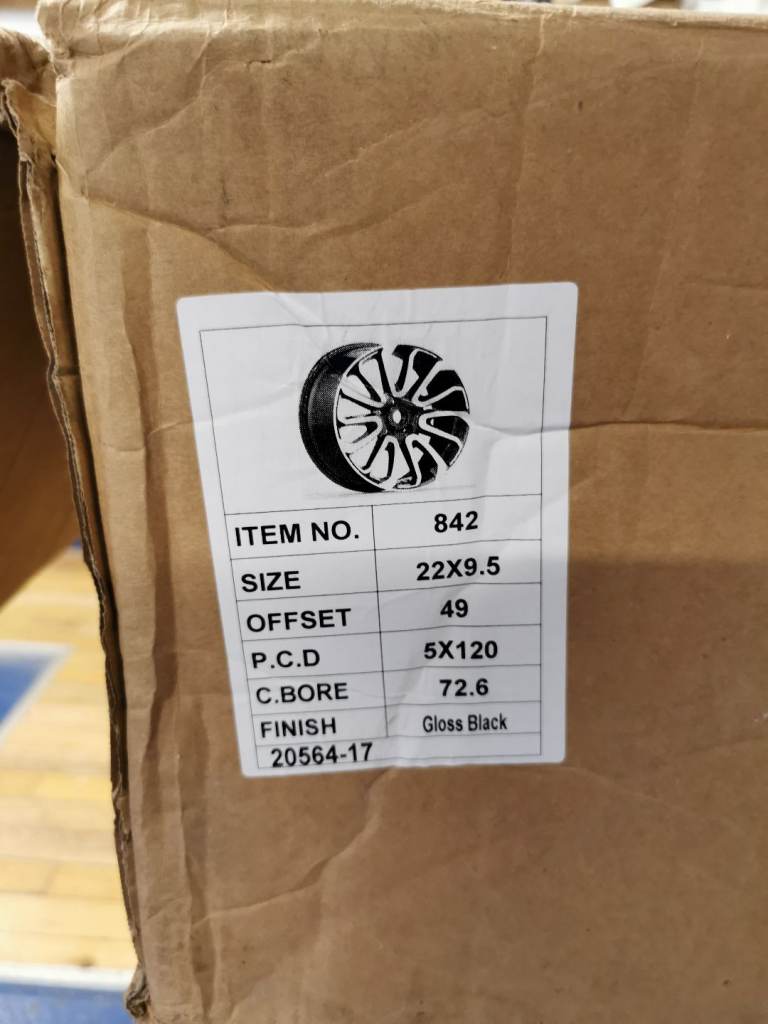 ITEM NO. 842
SIZE 22X9.5
OFFSET 49
P.C.D 5X120
C.BORE 72.6
FINISH Gloss Black
20564-17